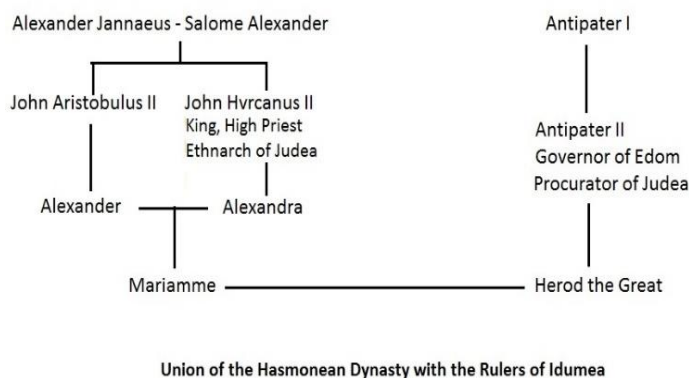 Alexander Jannaeus - Salome Alexander
Antipater I
John Aristobulus II
John Hvrcanus II
King, High Priest
Ethnarch of Judea
Antipater II
Governor of Edom
Procurator of Judea
Alexander
Alexandra
Mariamme
Herod the Great
Union of the Hasmonean Dynasty with the Rulers of Idumea